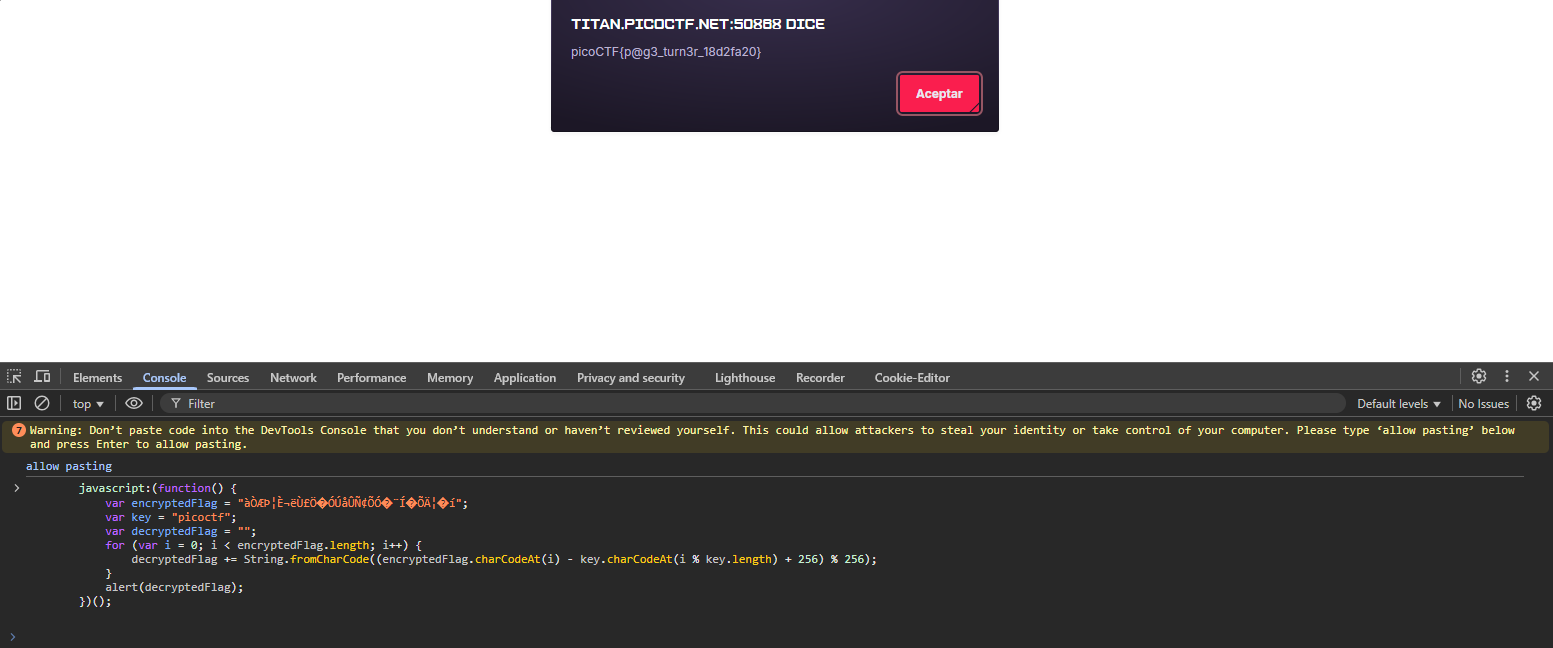 TITAN.PICOCTF.NET:50868 DICE
picoCTF{p@g3_turn3r_18d2fa20}
Aceptar
Elements Console Sources Network Performance Memory Application Privacy and security Lighthouse Recorder Cookie-Editor
top Filter Default levels No Issues
7 Warning: Don’t paste code into the DevTools Console that you don’t understand or haven’t reviewed yourself. This could allow attackers to steal your identity or take control of your computer. Please type ‘allow pasting’ below
and press Enter to allow pasting.
allow pasting
javascript:(function() {
var encryptedFlag = "àÒÆÞ¦È¬ëÙ£Ö�ÓÚåÛÑ¢ÕÓ�¨Í�ÕÄ¦�í";
var key = "picoctf";
var decryptedFlag = "";
for (var i = 0; i < encryptedFlag.length; i++) {
decryptedFlag += String.fromCharCode((encryptedFlag.charCodeAt(i) - key.charCodeAt(i % key.length) + 256) % 256);
}
alert(decryptedFlag);
})();